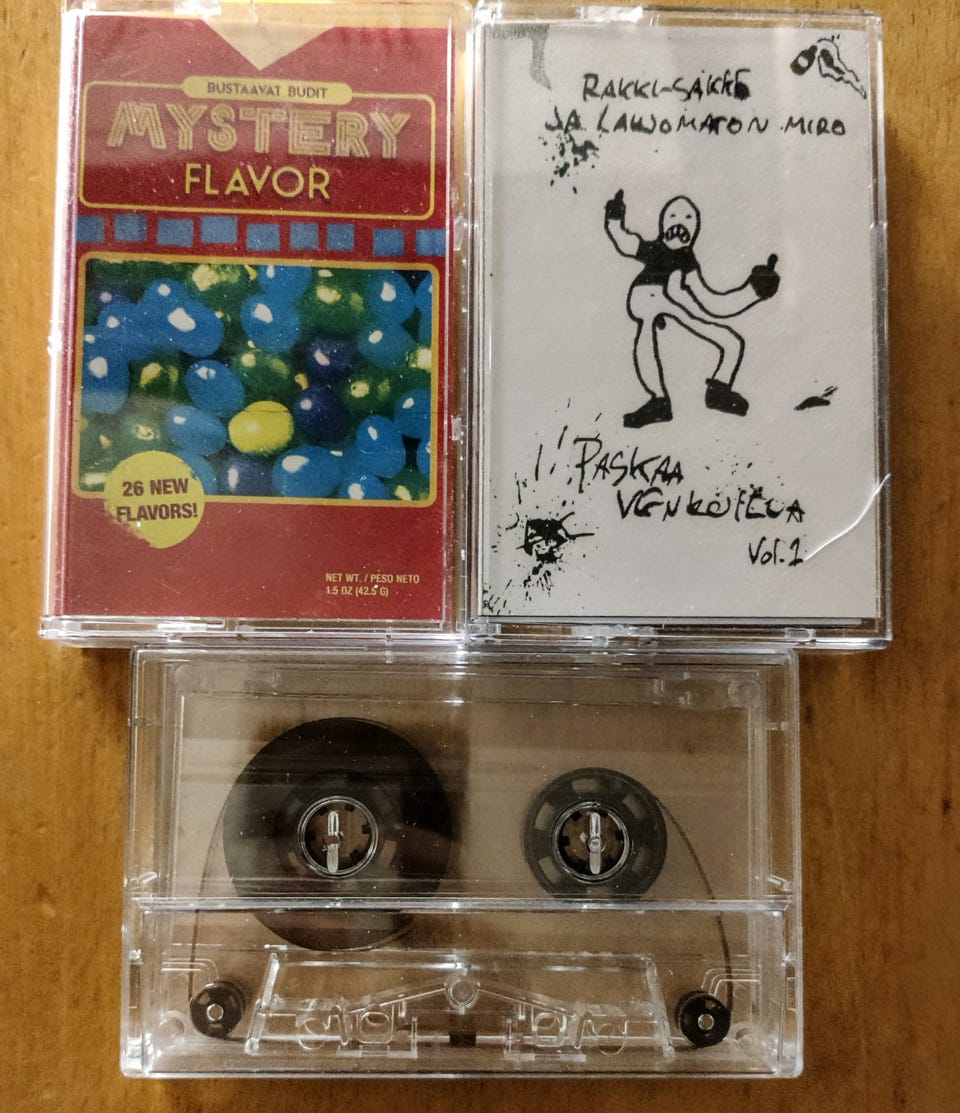 BUSTAAVAT BUDIT
MYSTERY
FLAVOR
26 NEW
FLAVORS!
NET WT. / PESO NETO
1.5 OZ (42.5 G)
RAKKI-SÄKKE
JA LAWOMATON MIRO
PASKAA
Vol.1